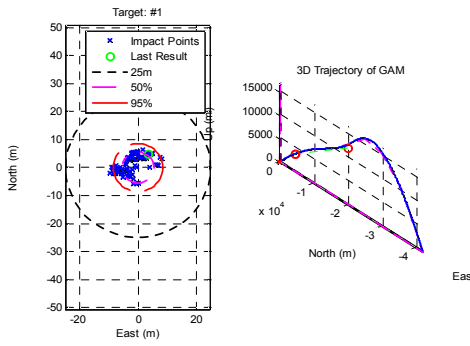 Target: #1
50
40
30
20
10
0
-10
-20
-30
-40
-50
North (m)
-20
0
20
East (m)
Impact Points
Last Result
25m
50%
95%
3D Trajectory of GAM
15000
10000
5000
0
Up (m)
0
-1
-2
-3
-4
x 10 4
North (m)
East